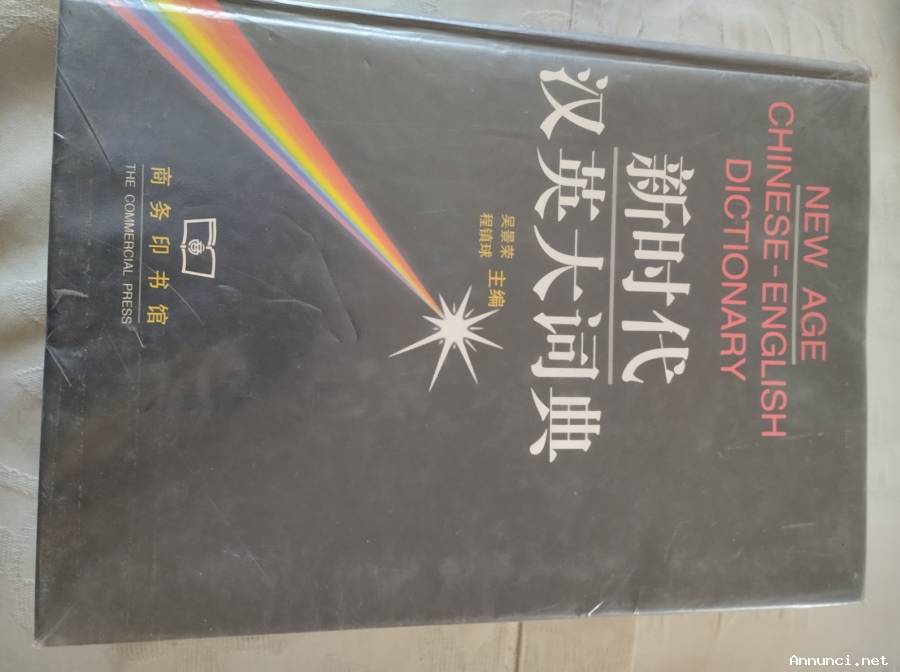 NEW AGE
CHINESE-ENGLISH
DICTIONARY
新时代
汉英大词典
吴景荣
程镇球
主编
商务印书馆
THE COMMERCIAL PRESS
Annunci.net